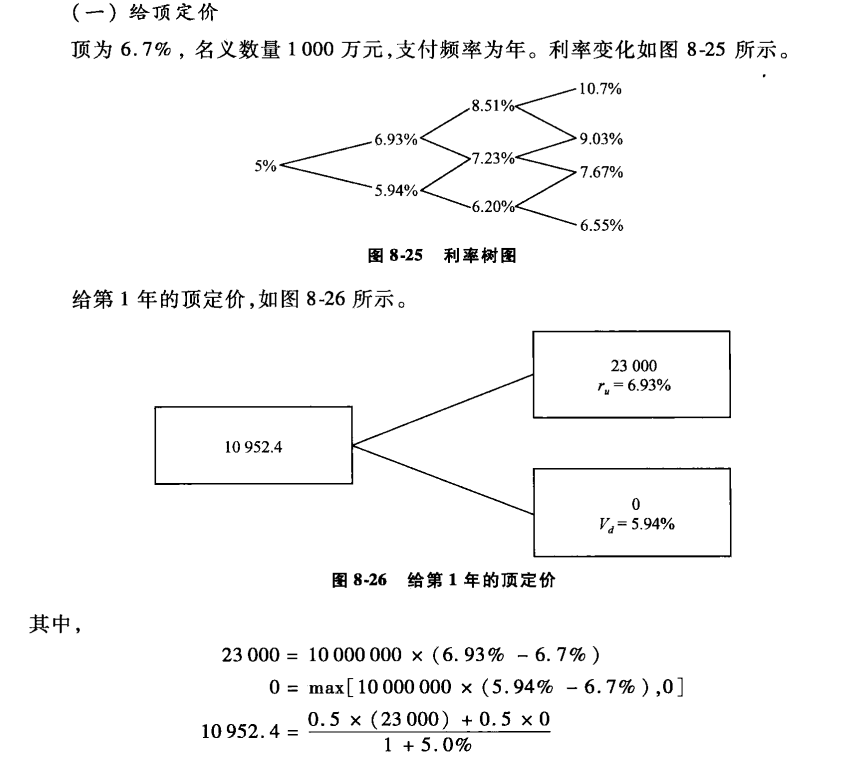 (一) 给顶定价
顶为 6.7%, 名义数量 1 000 万元,支付频率为年。利率变化如图 8-25 所示。
10.7%
8.51%
6.93%
9.03%
5%
7.23%
7.67%
5.94%
6.20%
6.55%
图 8-25 利率树图
给第 1 年的顶定价,如图 8-26 所示。
23 000
r_u = 6.93%
10 952.4
0
V_d = 5.94%
图 8-26 给第 1 年的顶定价
其中,
23 000 = 10 000 000 × (6.93% - 6.7%)
0 = max[10 000 000 × (5.94% - 6.7%),0]
10 952.4 = \frac{0.5 × (23 000) + 0.5 × 0}{1 + 5.0%}